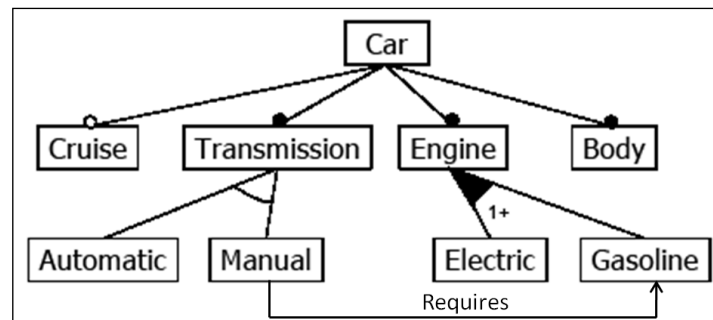 Car
Cruise Transmission Engine Body
1+
Automatic Manual Electric Gasoline
Requires